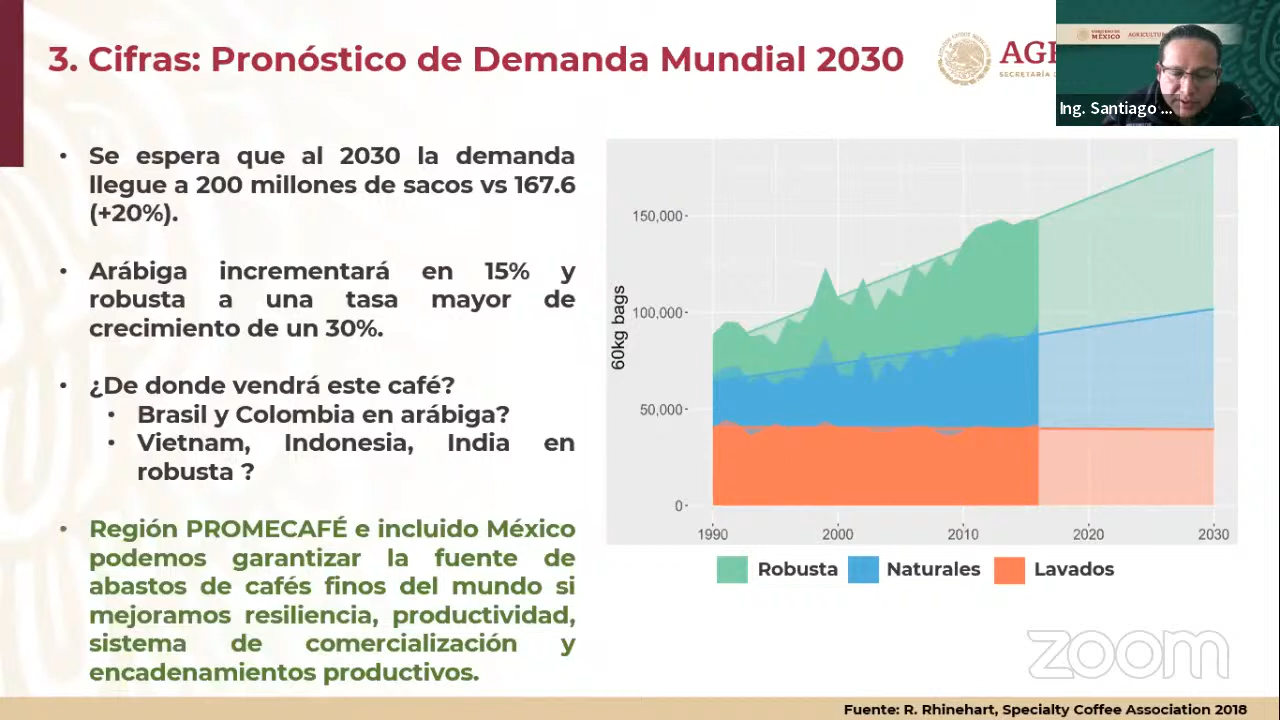 3. Cifras: Pronóstico de Demanda Mundial 2030
GOBIERNO DE
MÉXICO
Ing. Santiago ...
• Se espera que al 2030 la demanda
llegue a 200 millones de sacos vs 167.6
(+20%).
• Arábiga incrementará en 15% y
robusta a una tasa mayor de
crecimiento de un 30%.
• ¿De donde vendrá este café?
• Brasil y Colombia en arábiga?
• Vietnam, Indonesia, India en
robusta ?
• Región PROMECAFÉ e incluido México
podemos garantizar la fuente de
abastos de cafés finos del mundo si
mejoramos resiliencia, productividad,
sistema de comercialización y
encadenamientos productivos.
60kg bags
150,000
100,000
50,000
0
1990 2000 2010 2020 2030
Robusta Naturales Lavados
zoom
Fuente: R. Rhinehart, Specialty Coffee Association 2018